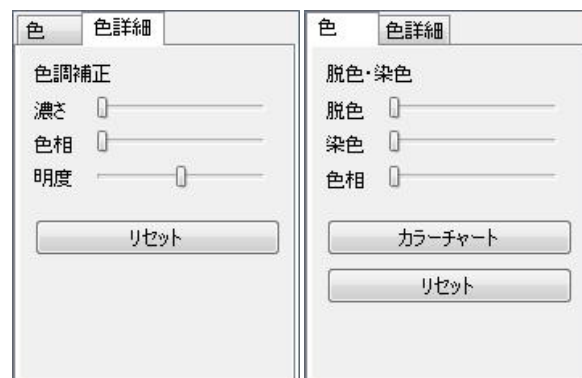 色 色詳細
色調補正
濃さ
色相
明度
リセット
色 色詳細
脱色・染色
脱色
染色
色相
カラーチャート
リセット